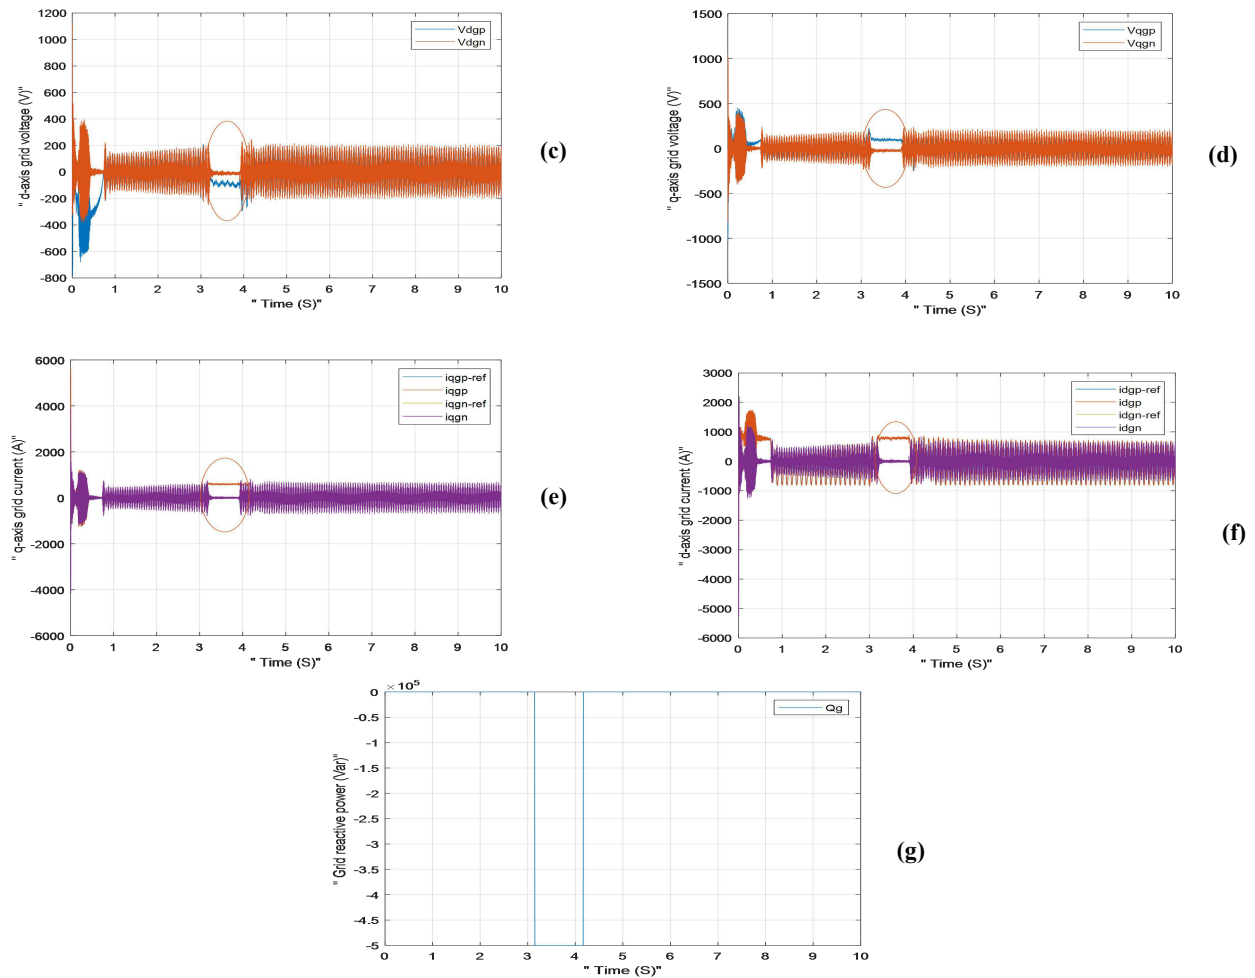 1200
1000
800
600
400
200
0
-200
-400
-600
-800
" d-axis grid voltage (V)"
Vdgp
Vdgn
0 1 2 3 4 5 6 7 8 9 10
" Time (S)"
(c)
1500
1000
500
0
-500
-1000
-1500
" q-axis grid voltage (V)"
Vqgp
Vqgn
0 1 2 3 4 5 6 7 8 9 10
" Time (S)"
(d)
6000
4000
2000
0
-2000
-4000
-6000
" q-axis grid current (A)"
iqgp-ref
iqgp
iqgn-ref
iqgn
0 1 2 3 4 5 6 7 8 9 10
" Time (S)"
(e)
3000
2000
1000
0
-1000
-2000
-3000
-4000
-5000
-6000
" d-axis grid current (A)"
idgp-ref
idgp
idgn-ref
idgn
0 1 2 3 4 5 6 7 8 9 10
" Time (S)"
(f)
× 10⁵
0
-0.5
-1
-1.5
-2
-2.5
-3
-3.5
-4
-4.5
-5
" Grid reactive power (Var)"
Qg
0 1 2 3 4 5 6 7 8 9 10
" Time (S)"
(g)